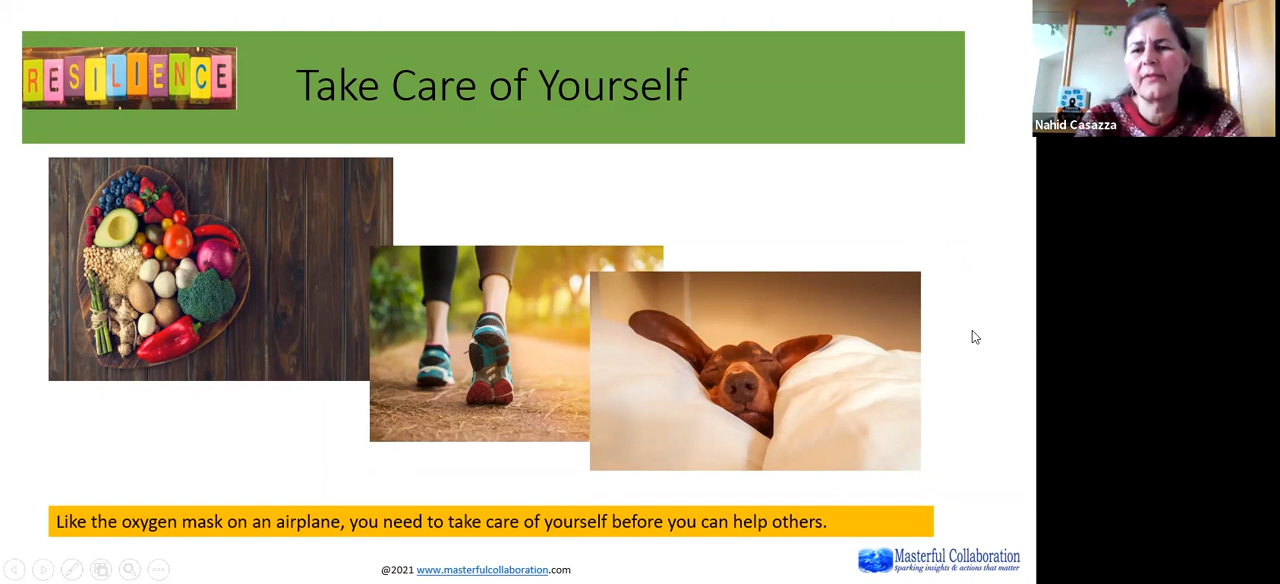 RESILIENCE
Take Care of Yourself
Nahid Casazza
Like the oxygen mask on an airplane, you need to take care of yourself before you can help others.
@2021 www.masterfulcollaboration.com
Masterful Collaboration
Sparking insights & actions that matter